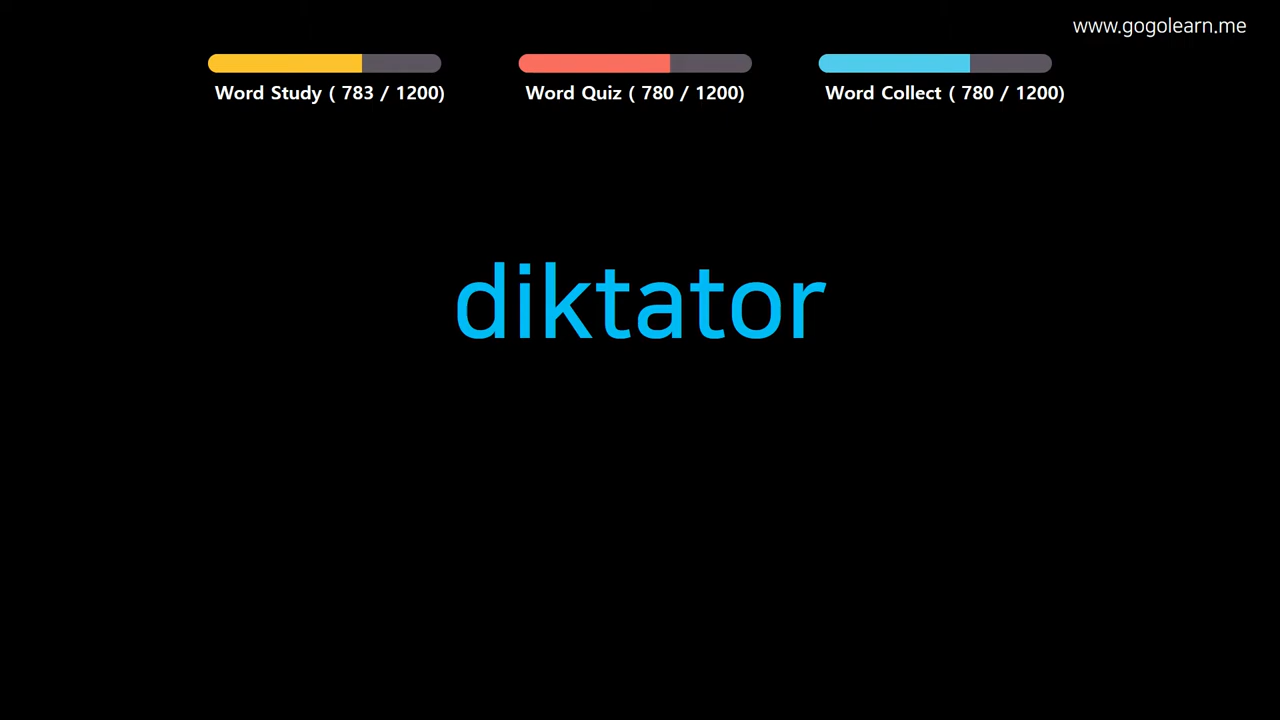 www.gogolearn.me
Word Study ( 783 / 1200)
Word Quiz ( 780 / 1200)
Word Collect ( 780 / 1200)
diktator